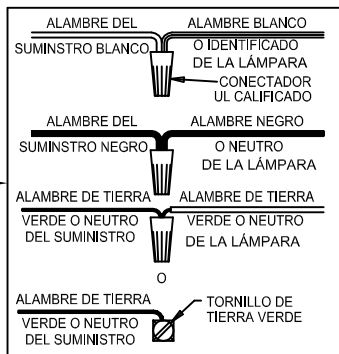 ALAMBRE DEL
SUMINSTRO BLANCO
ALAMBRE BLANCO
O IDENTIFICADO
DE LA LÁMPARA
CONECTADOR
UL CALIFICADO
ALAMBRE DEL
SUMINSTRO NEGRO
ALAMBRE NEGRO
O NEUTRO
DE LA LÁMPARA
ALAMBRE DE TIERRA
VERDE O NEUTRO
DEL SUMINISTRO
ALAMBRE DE TIERRA
VERDE O NEUTRO
DE LA LÁMPARA
O
ALAMBRE DE TIERRA
VERDE O NEUTRO
DEL SUMINISTRO
TORNILLO DE
TIERRA VERDE